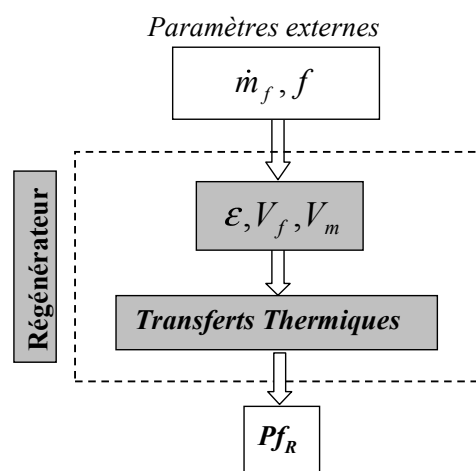 Paramètres externes
ṁ_f, f
Régénérateur
ε, V_f, V_m
Transferts Thermiques
Pf_R